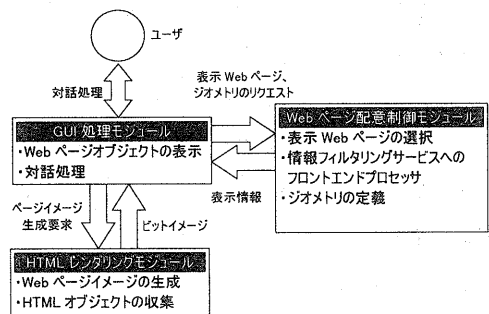 ユーザ
対話処理
表示 Web ページ、
ジオメトリのリクエスト
GUI 処理モジュール
・Web ページオブジェクトの表示
・対話処理
Web ページ配意制御モジュール
・表示 Web ページの選択
・情報フィルタリングサービスへの
フロントエンドプロセッサ
・ジオメトリの定義
表示情報
ページイメージ
生成要求
ビットイメージ
HTML レンタリングモジュール
・Web ページイメージの生成
・HTML オブジェクトの収集